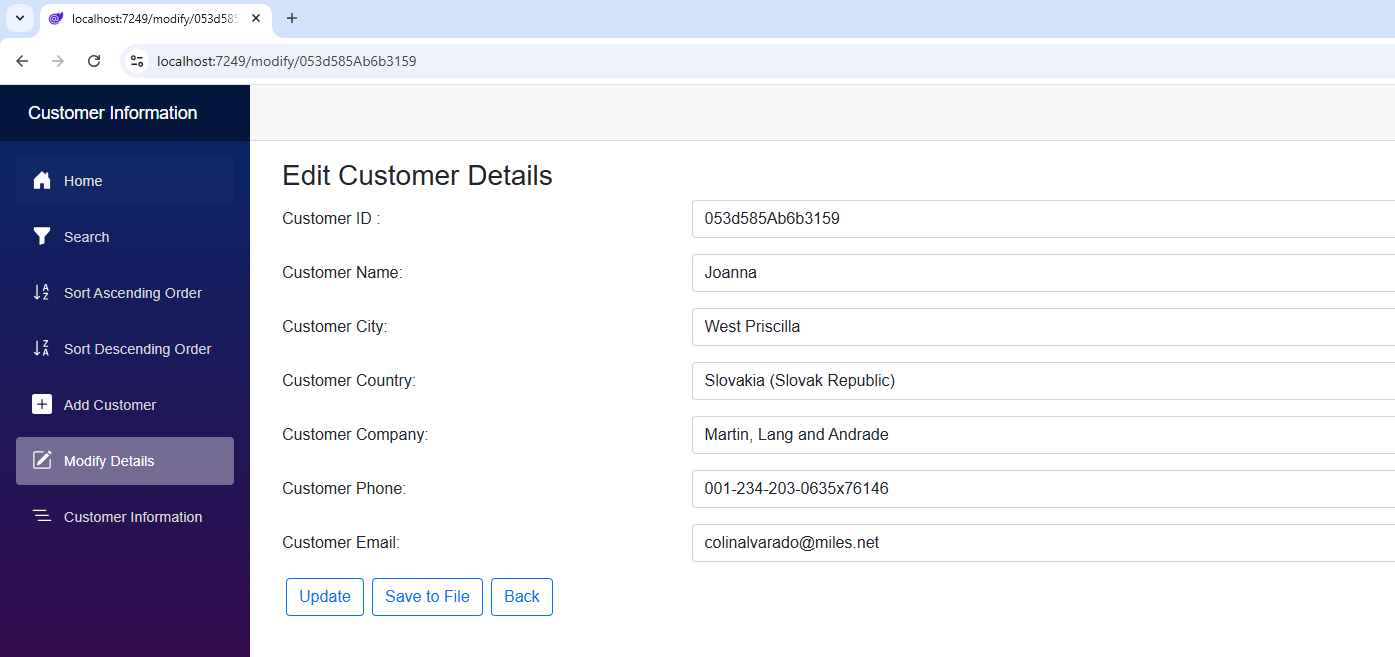 localhost:7249/modify/053d585
localhost:7249/modify/053d585Ab6b3159
Customer Information
Home
Search
Sort Ascending Order
Sort Descending Order
Add Customer
Modify Details
Customer Information
Edit Customer Details
Customer ID : 053d585Ab6b3159
Customer Name: Joanna
Customer City: West Priscilla
Customer Country: Slovakia (Slovak Republic)
Customer Company: Martin, Lang and Andrade
Customer Phone: 001-234-203-0635x76146
Customer Email: colinalvarado@miles.net
Update Save to File Back